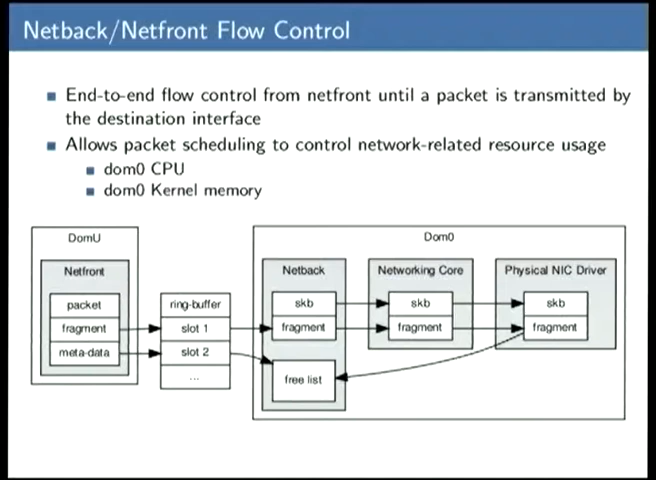 Netback/Netfront Flow Control
End-to-end flow control from netfront until a packet is transmitted by
the destination interface
Allows packet scheduling to control network-related resource usage
dom0 CPU
dom0 Kernel memory
DomU
Netfront
packet
fragment
meta-data
ring-buffer
slot 1
slot 2
...
Dom0
Netback
skb
fragment
free list
Networking Core
skb
fragment
Physical NIC Driver
skb
fragment